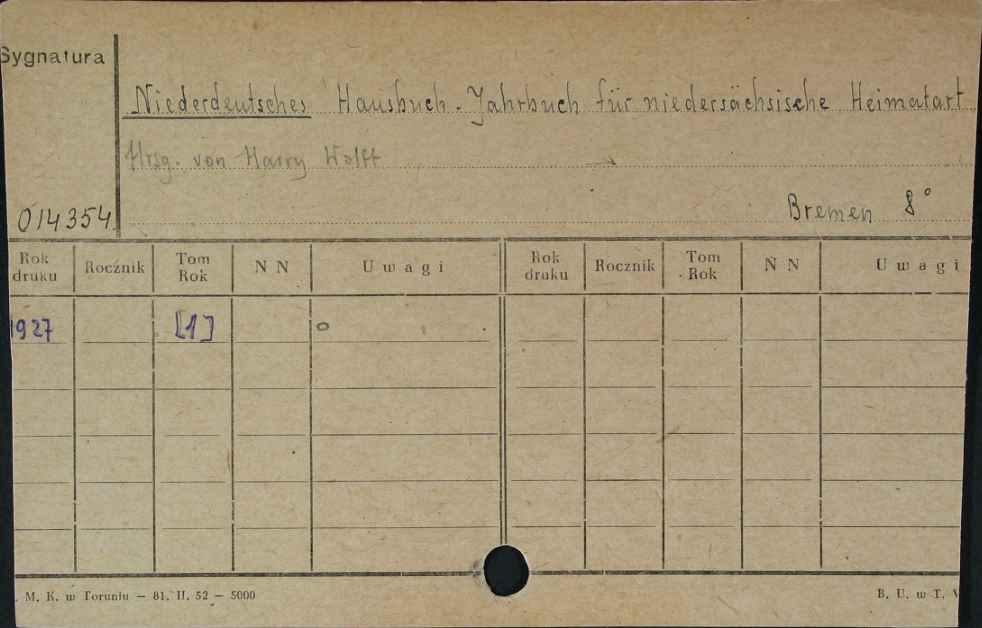 Sygnatura
Niederdeutsches Hausbuch. Jahrbuch für niedersächsische Heimatart
Hrsg. von Harry Wolff
014354
Bremen 8°
Rok druku Rocznik Tom Rok N N Uwagi Rok druku Rocznik Tom Rok N N Uwagi
1927 [1] o
. M. K. w Toruniu — 81. II. 52 — 5000 B. U. w T.